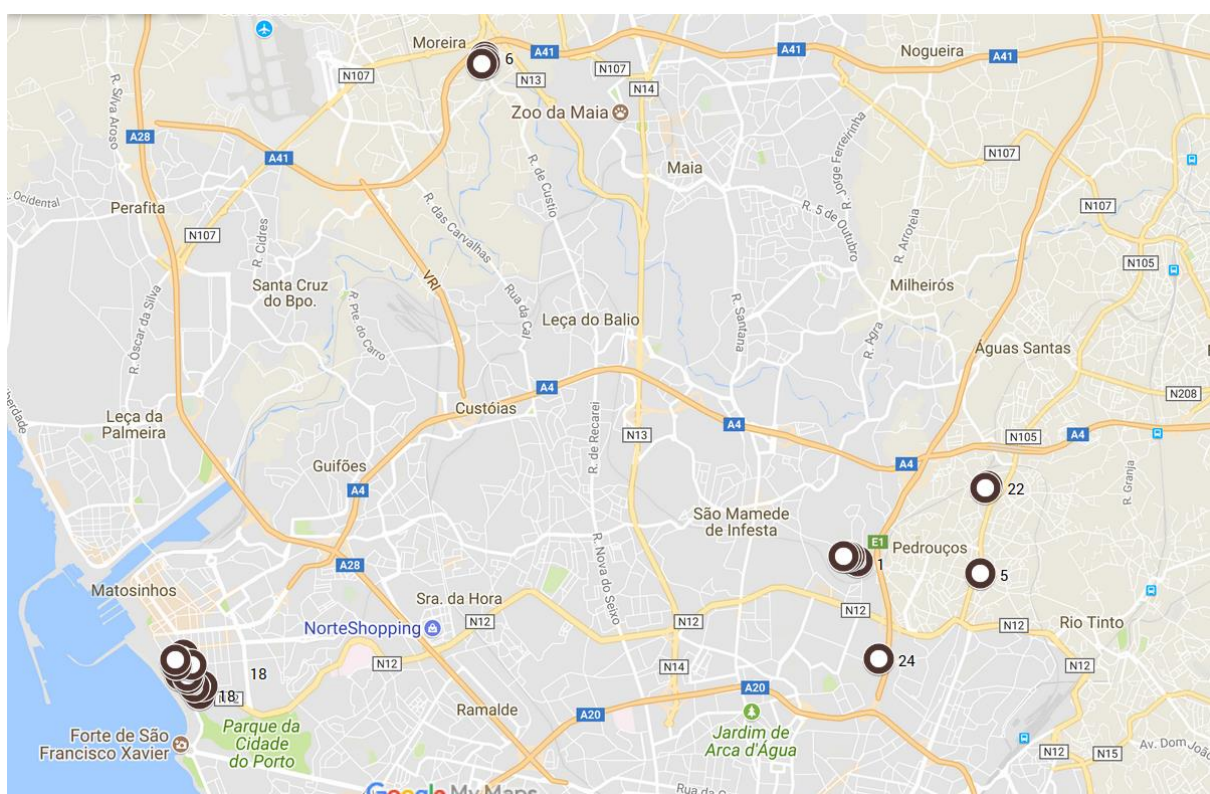 Moreira
6
A41
Nogueira
A41
A41
N107
N13
N107
N14
R. Silva Aroso
Zoo da Maia
A28
A41
R. de Custio
Maia
R. Jorge Ferreirinha
N107
Ocidental
Perafita
N107
R. Cidres
R. das Carvalhas
R. 5 de Outubro
R. Arroteia
N107
N105
VRI
Santa Cruz
do Bpo.
R. Pte. do Carro
Rua da Cal
R. Óscar da Silva
Leça do Balio
R. Santana
Milheirós
R. Agra
Águas Santas
A4
N208
Custóias
Leça da
Palmeira
R. de Recarei
N13
A4
N105
A4
Guifões
A4
A4
R. Granja
22
São Mamede
de Infesta
E1
Pedrouços
1
5
R. Nova do Seixo
A28
Matosinhos
Sra. da Hora
N12
N12
N12
Rio Tinto
NorteShopping
N12
N14
24
18
18
N12
A20
A20
Ramalde
Parque da
Cidade
do Porto
Forte de São
Francisco Xavier
Jardim de
Arca d'Água
N15
Av. Dom João
Google My Maps